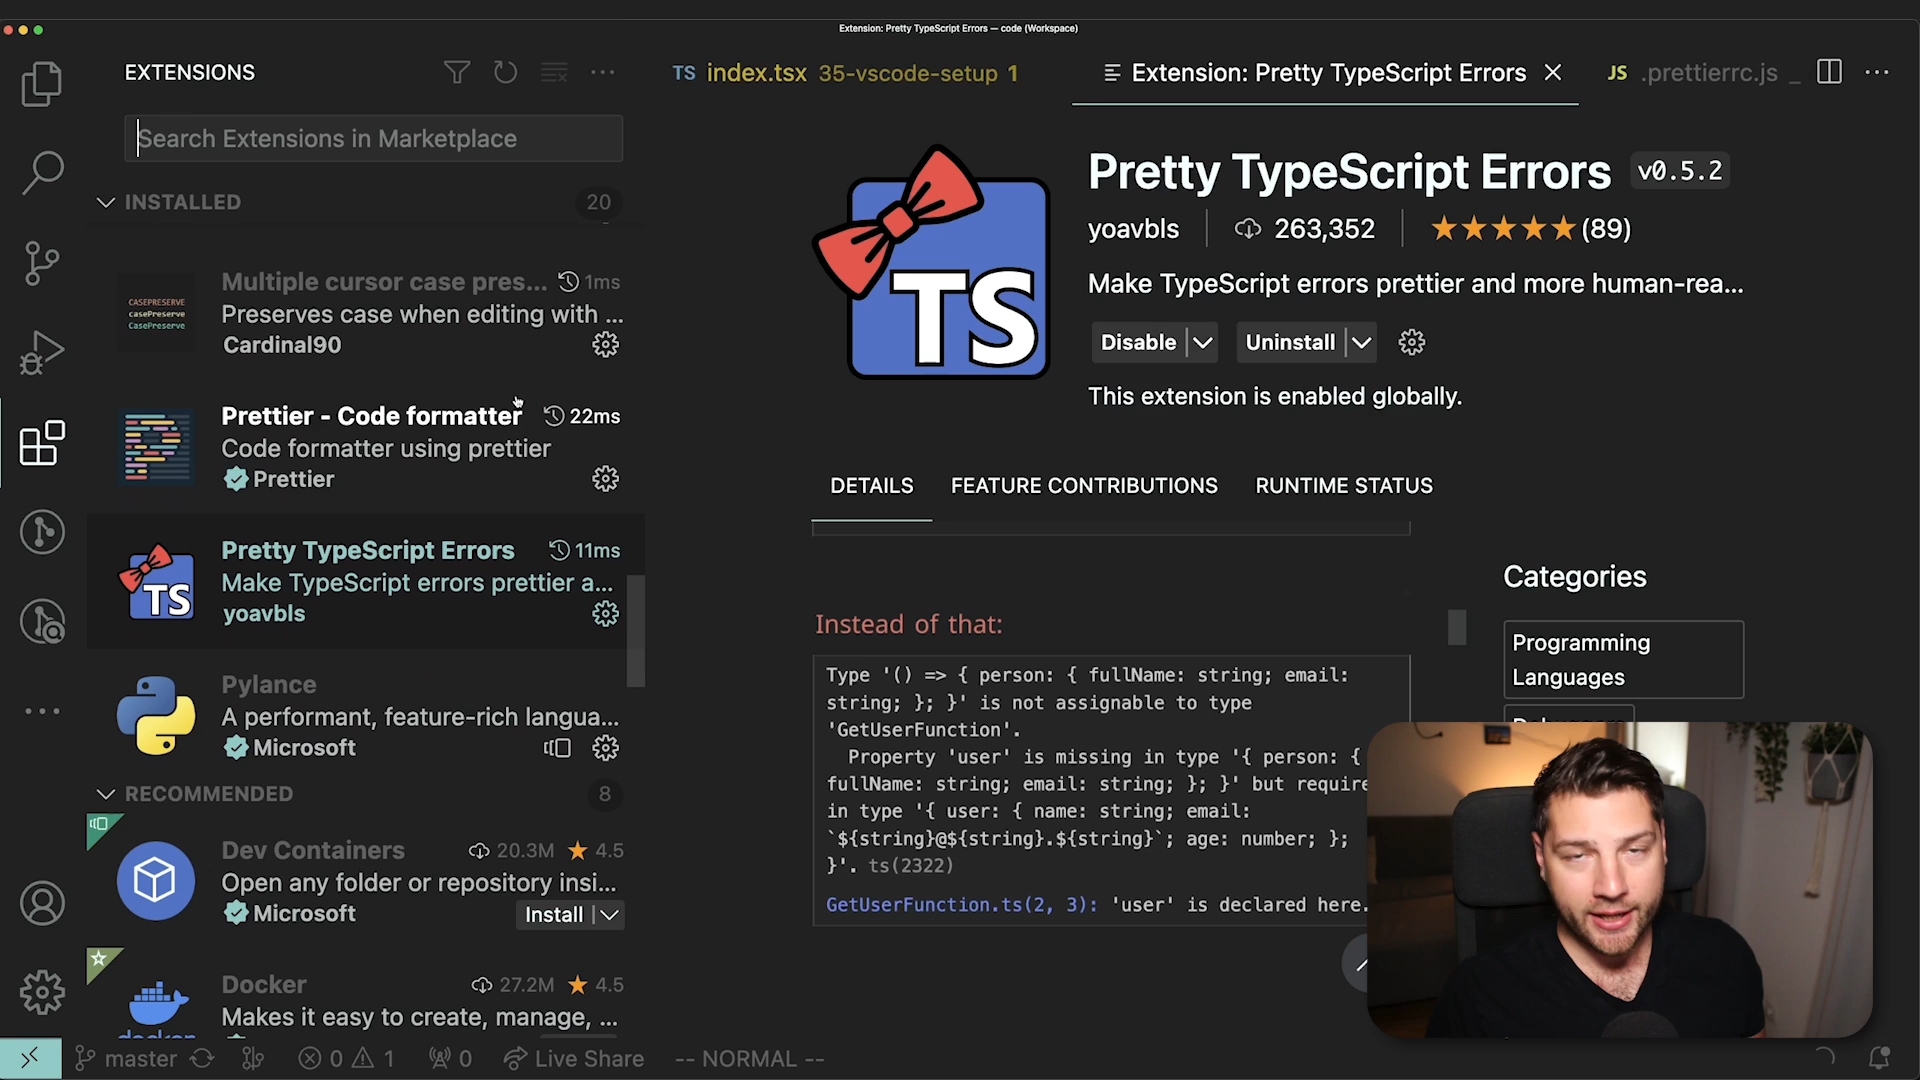 Extension: Pretty TypeScript Errors — code (Workspace)
EXTENSIONS
Search Extensions in Marketplace
INSTALLED 20
CASEPRESERVE
casePreserve
CasePreserve
Multiple cursor case pres... 1ms
Preserves case when editing with ...
Cardinal90
Prettier - Code formatter 22ms
Code formatter using prettier
Prettier
TS
Pretty TypeScript Errors 11ms
Make TypeScript errors prettier a...
yoavbls
Pylance
A performant, feature-rich langua...
Microsoft
RECOMMENDED 8
Dev Containers 20.3M 4.5
Open any folder or repository insi...
Microsoft Install
Docker 27.2M 4.5
Makes it easy to create, manage, ...
docker
TS index.tsx 35-vscode-setup 1
Extension: Pretty TypeScript Errors
JS .prettierrc.js
TS
Pretty TypeScript Errors v0.5.2
yoavbls 263,352 (89)
Make TypeScript errors prettier and more human-rea...
Disable Uninstall
This extension is enabled globally.
DETAILS FEATURE CONTRIBUTIONS RUNTIME STATUS
Instead of that:
Type '() => { person: { fullName: string; email:
string; }; }' is not assignable to type
'GetUserFunction'.
Property 'user' is missing in type '{ person: {
fullName: string; email: string; }; }' but require
in type '{ user: { name: string; email:
`${string}@${string}.${string}`; age: number; };
}'. ts(2322)
GetUserFunction.ts(2, 3): 'user' is declared here.
Categories
Programming
Languages
master 0 1 0 Live Share -- NORMAL --